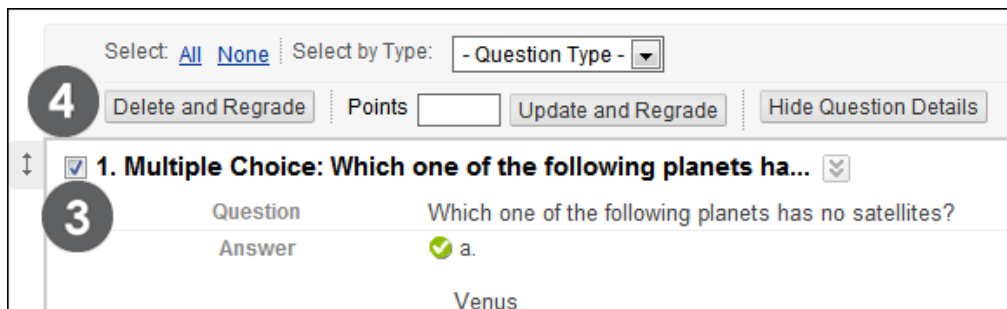 Select: All None Select by Type: - Question Type -
4 Delete and Regrade Points Update and Regrade Hide Question Details
1. Multiple Choice: Which one of the following planets ha...
3 Question Which one of the following planets has no satellites?
Answer a.
Venus